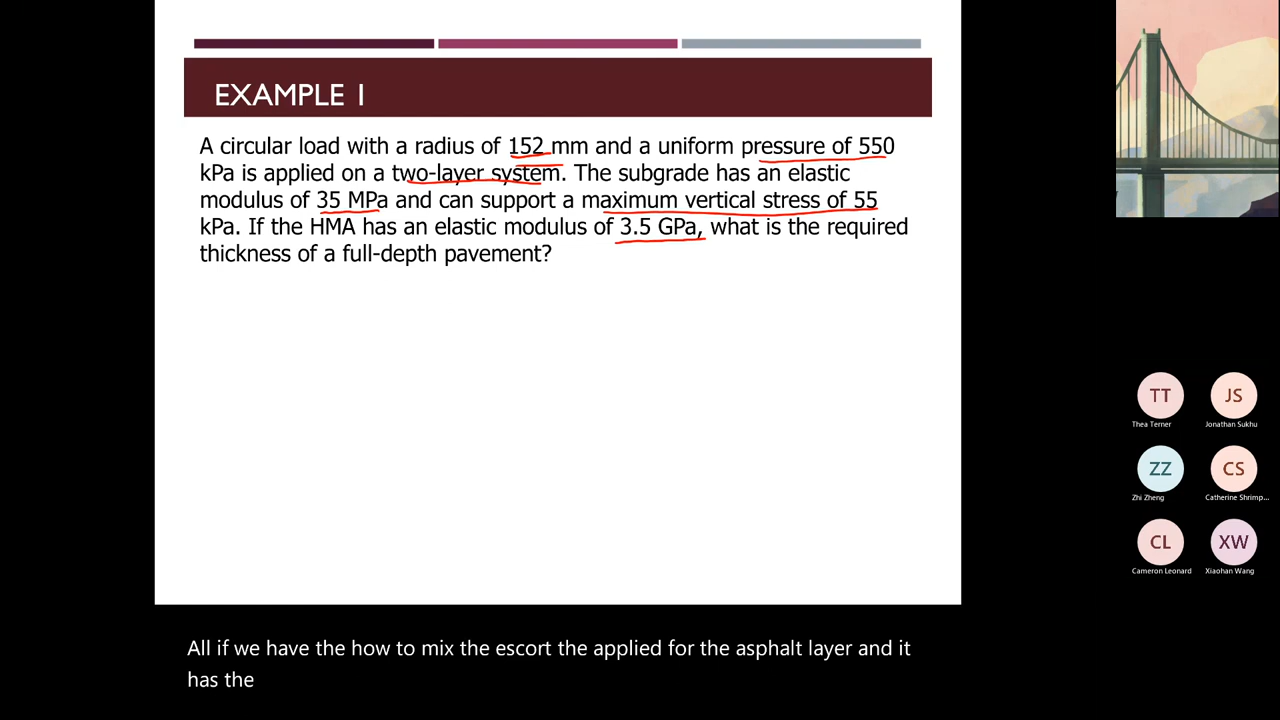 EXAMPLE I
A circular load with a radius of 152 mm and a uniform pressure of 550
kPa is applied on a two-layer system. The subgrade has an elastic
modulus of 35 MPa and can support a maximum vertical stress of 55
kPa. If the HMA has an elastic modulus of 3.5 GPa, what is the required
thickness of a full-depth pavement?
TT JS
Thea Terner Jonathan Sukhu
ZZ CS
Zhi Zheng Catherine Shrimp...
CL XW
Cameron Leonard Xiaohan Wang
All if we have the how to mix the escort the applied for the asphalt layer and it
has the